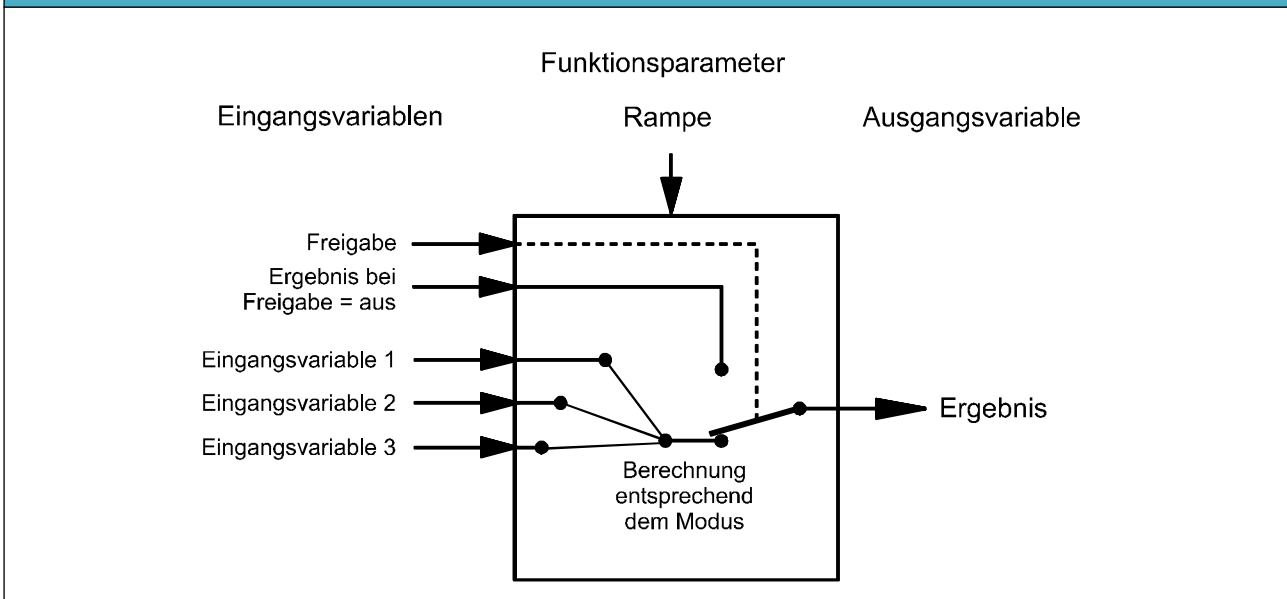 Funktionsparameter
Eingangsvariablen
Rampe
Ausgangsvariable
Freigabe
Ergebnis bei
Freigabe = aus
Eingangsvariable 1
Eingangsvariable 2
Eingangsvariable 3
Ergebnis
Berechnung
entsprechend
dem Modus